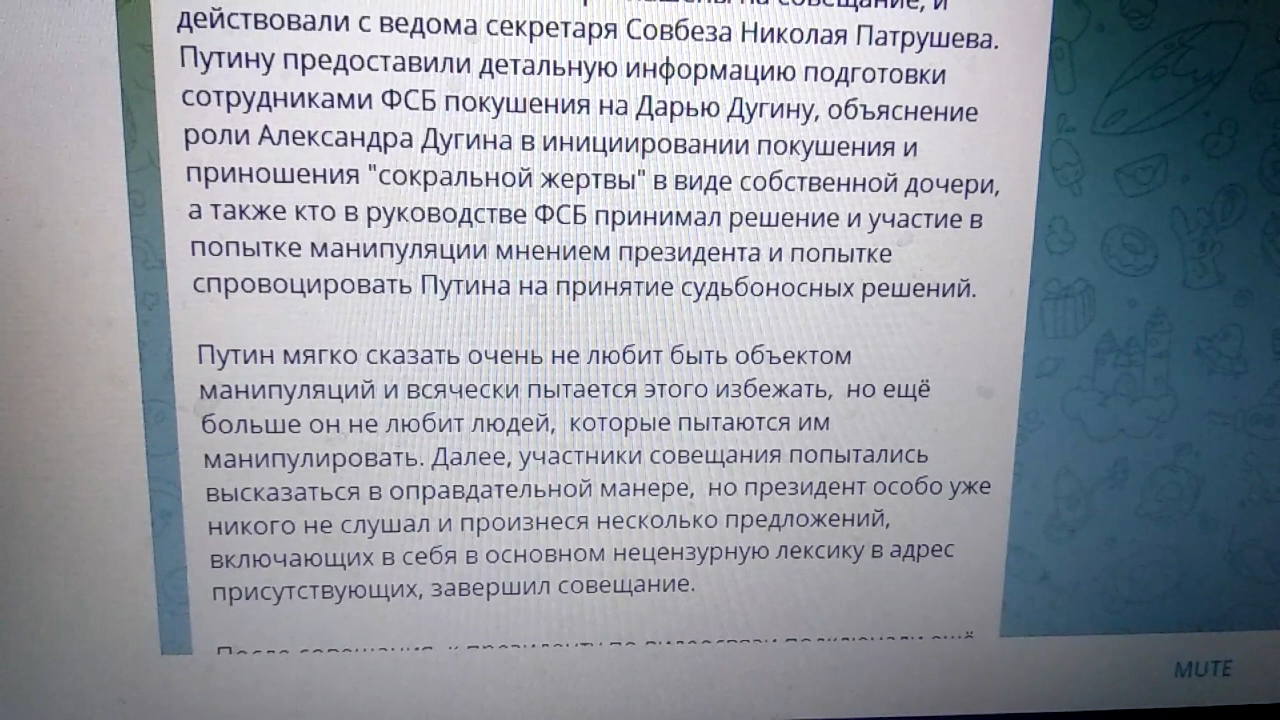 на совещание, и
действовали с ведома секретаря Совбеза Николая Патрушева.
Путину предоставили детальную информацию подготовки
сотрудниками ФСБ покушения на Дарью Дугину, объяснение
роли Александра Дугина в инициировании покушения и
приношения "сокральной жертвы" в виде собственной дочери,
а также кто в руководстве ФСБ принимал решение и участие в
попытке манипуляции мнением президента и попытке
спровоцировать Путина на принятие судьбоносных решений.
Путин мягко сказать очень не любит быть объектом
манипуляций и всячески пытается этого избежать, но ещё
больше он не любит людей, которые пытаются им
манипулировать. Далее, участники совещания попытались
высказаться в оправдательной манере, но президент особо уже
никого не слушал и произнеся несколько предложений,
включающих в себя в основном нецензурную лексику в адрес
присутствующих, завершил совещание.
MUTE